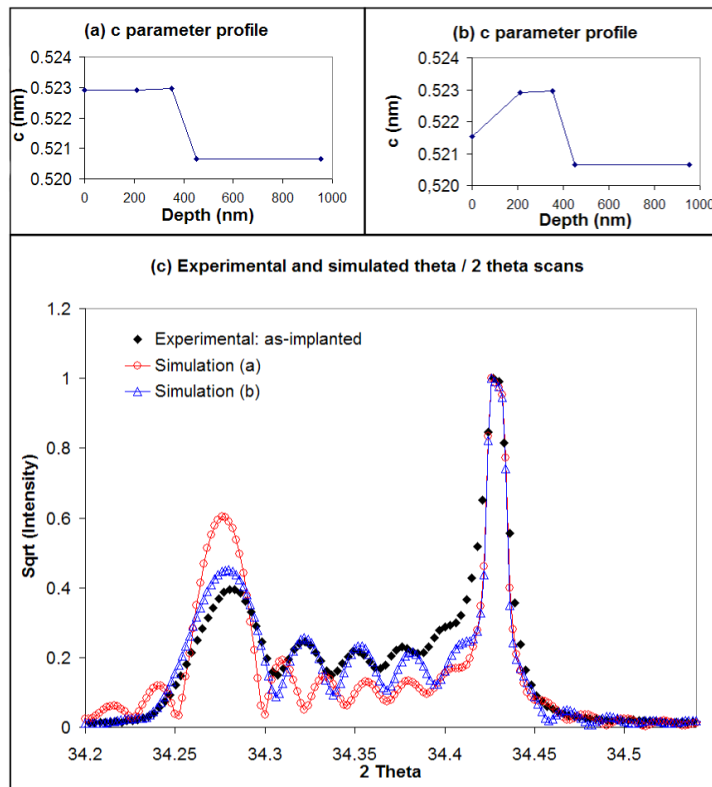 (a) c parameter profile
0.524
0.523
0.522
0.521
0.520
c (nm)
0 200 400 600 800 1000
Depth (nm)
(b) c parameter profile
0.524
0.523
0.522
0.521
0,520
c (nm)
0 200 400 600 800 1000
Depth (nm)
(c) Experimental and simulated theta / 2 theta scans
1.2
1
0.8
0.6
0.4
0.2
0
Sqrt (Intensity)
Experimental: as-implanted
Simulation (a)
Simulation (b)
34.2 34.25 34.3 34.35 34.4 34.45 34.5
2 Theta